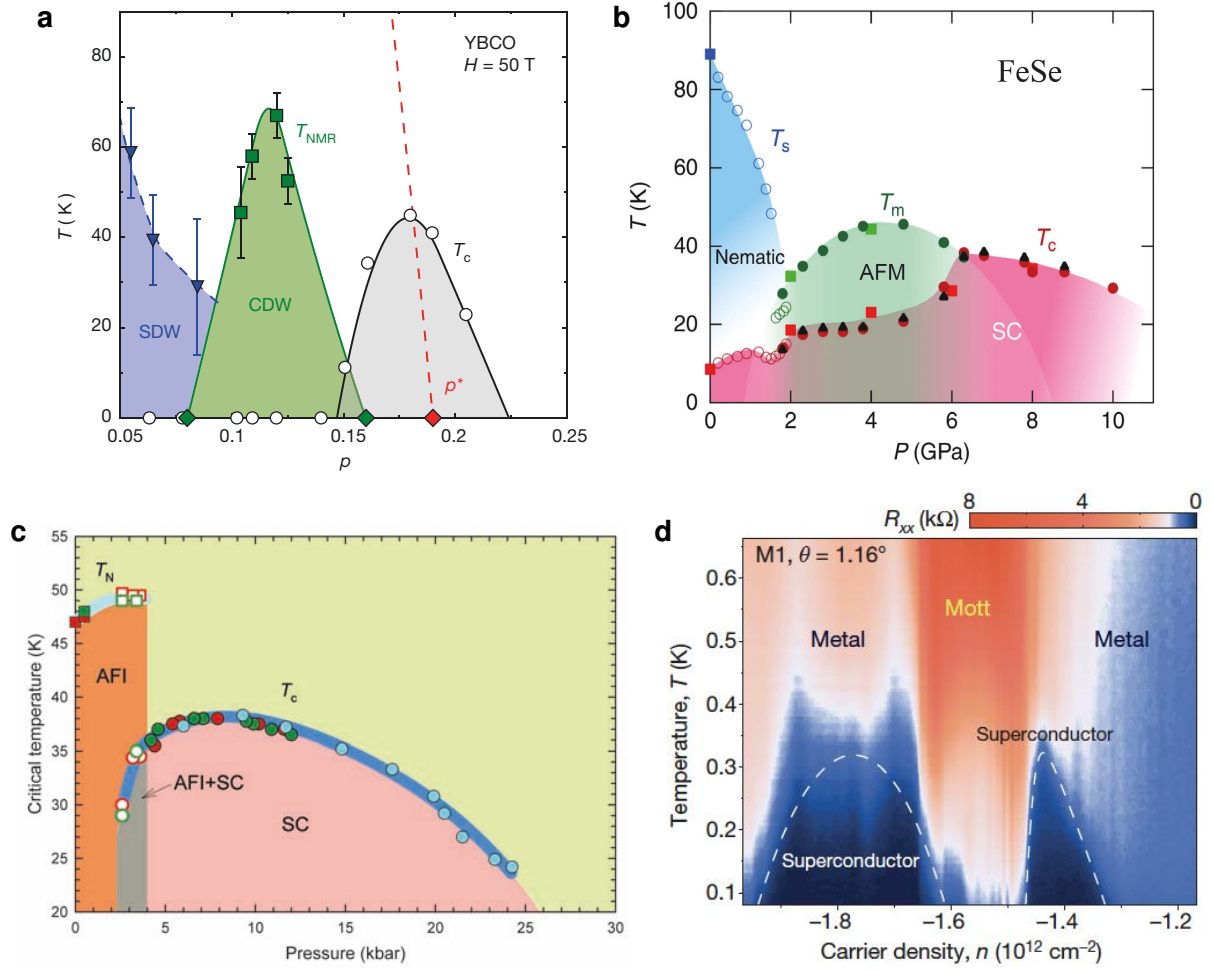 a
YBCO
H = 50 T
80
60
40
20
0
T ( K )
SDW
CDW
T_NMR
T_c
p*
0.05
0.1
0.15
0.2
0.25
p
b
100
80
60
40
20
0
T (K)
FeSe
T_s
Nematic
T_m
AFM
T_c
SC
0
2
4
6
8
10
P (GPa)
c
55
50
45
40
35
30
25
20
Critical temperature (K)
T_N
AFI
T_c
AFI+SC
SC
0
5
10
15
20
25
30
Pressure (kbar)
d
R_xx (kΩ)
8
4
0
M1, θ = 1.16°
0.6
0.5
0.4
0.3
0.2
0.1
Temperature, T (K)
Mott
Metal
Metal
Superconductor
Superconductor
−1.8
−1.6
−1.4
−1.2
Carrier density, n (10¹² cm⁻²)